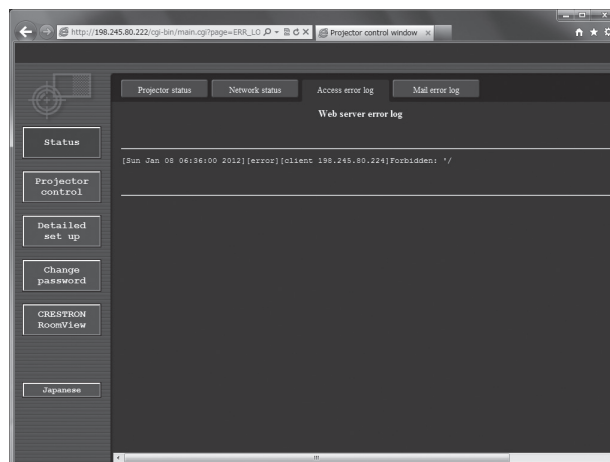 http://198.245.80.222/cgi-bin/main.cgi?page=ERR_LO
Projector control window
Projector status
Network status
Access error log
Mail error log
Web server error log
Status
[Sun Jan 08 06:36:00 2012][error][client 198.245.80.224]Forbidden: '/
Projector
control
Detailed
set up
Change
password
CRESTRON
RoomView
Japanese